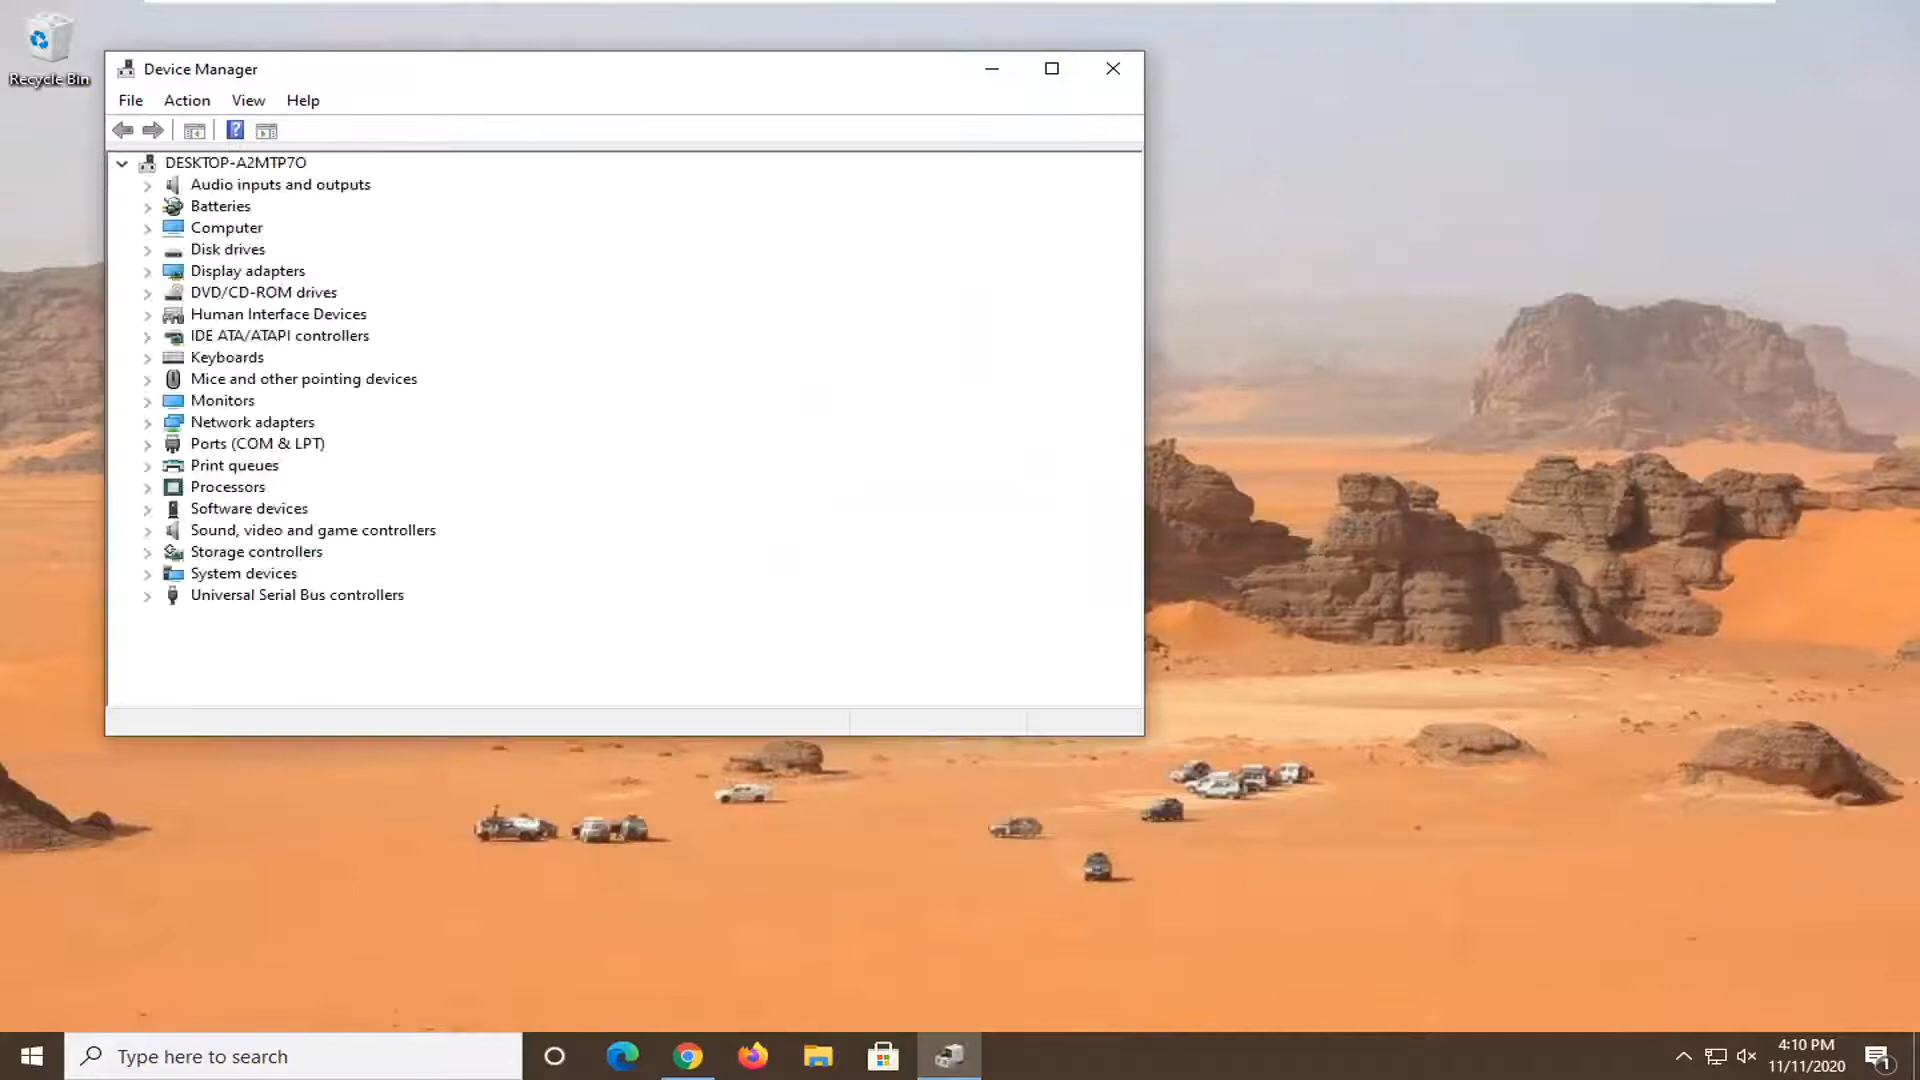 Recycle Bin
Device Manager
File Action View Help
DESKTOP-A2MTP7O
Audio inputs and outputs
Batteries
Computer
Disk drives
Display adapters
DVD/CD-ROM drives
Human Interface Devices
IDE ATA/ATAPI controllers
Keyboards
Mice and other pointing devices
Monitors
Network adapters
Ports (COM & LPT)
Print queues
Processors
Software devices
Sound, video and game controllers
Storage controllers
System devices
Universal Serial Bus controllers
Type here to search
4:10 PM
11/11/2020
1